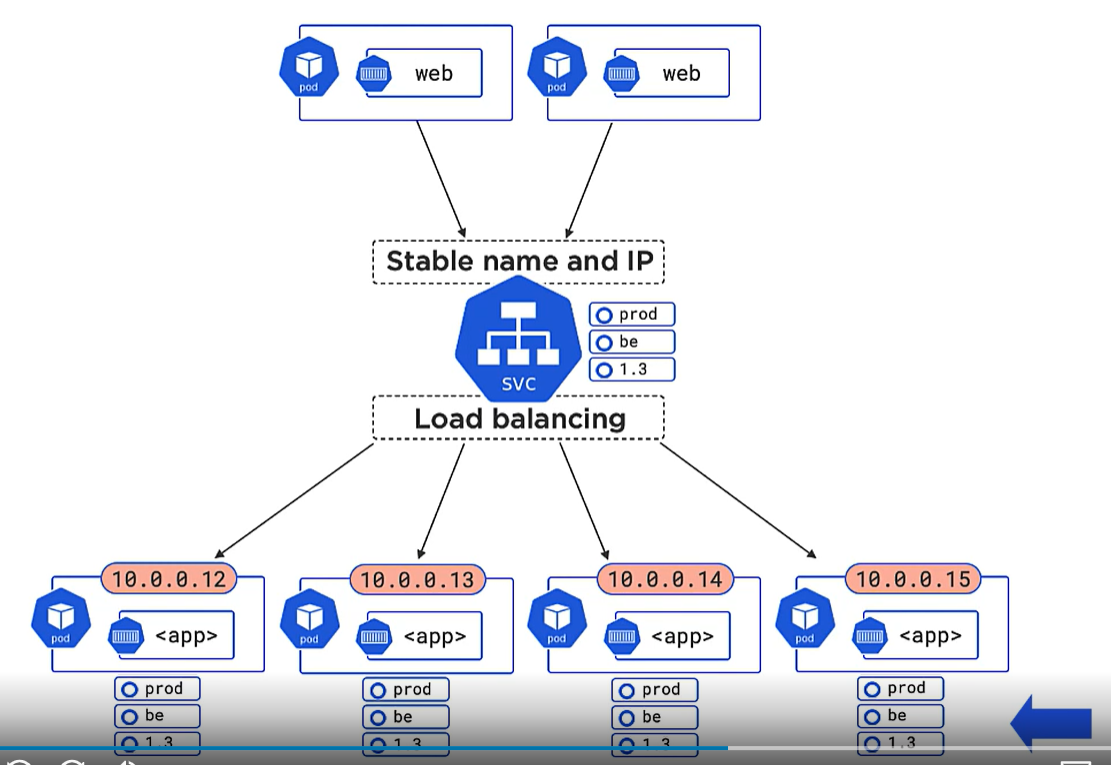 pod web
pod web
Stable name and IP
prod
be
1.3
SVC
Load balancing
10.0.0.12
10.0.0.13
10.0.0.14
10.0.0.15
pod <app>
pod <app>
pod <app>
pod <app>
prod
prod
prod
prod
be
be
be
be
1.3
1.3
1.3
1.3